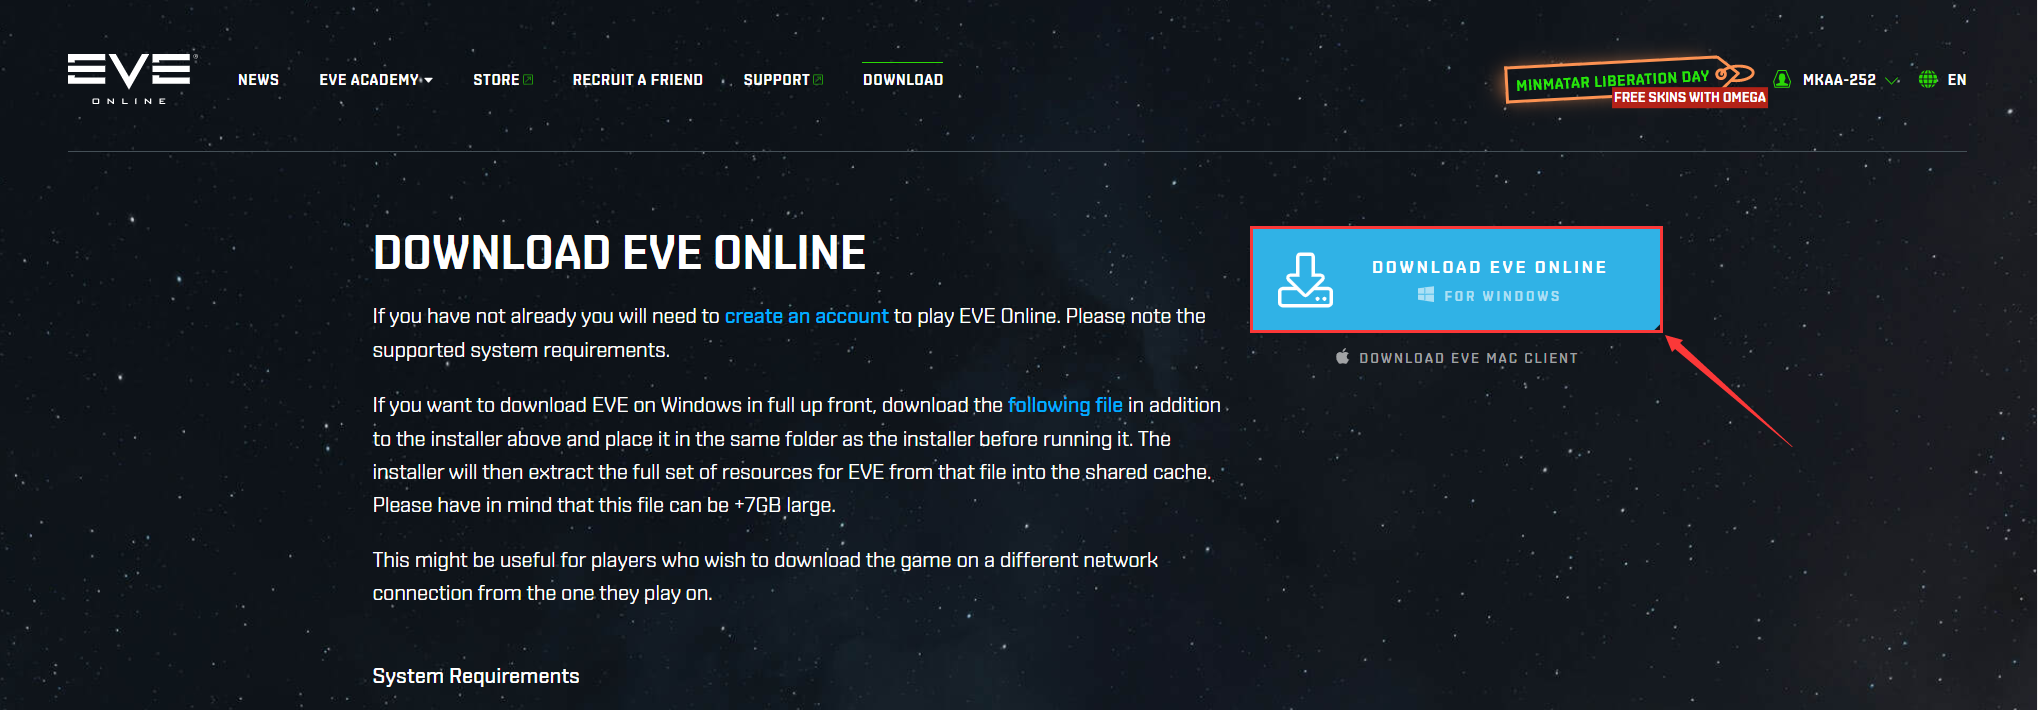 EVE
ONLINE
NEWS
EVE ACADEMY
STORE
RECRUIT A FRIEND
SUPPORT
DOWNLOAD
MINMATAR LIBERATION DAY
FREE SKINS WITH OMEGA
MKAA-252
EN
DOWNLOAD EVE ONLINE
If you have not already you will need to create an account to play EVE Online. Please note the
supported system requirements.
If you want to download EVE on Windows in full up front, download the following file in addition
to the installer above and place it in the same folder as the installer before running it. The
installer will then extract the full set of resources for EVE from that file into the shared cache.
Please have in mind that this file can be +7GB large.
This might be useful for players who wish to download the game on a different network
connection from the one they play on.
System Requirements
DOWNLOAD EVE ONLINE
FOR WINDOWS
DOWNLOAD EVE MAC CLIENT